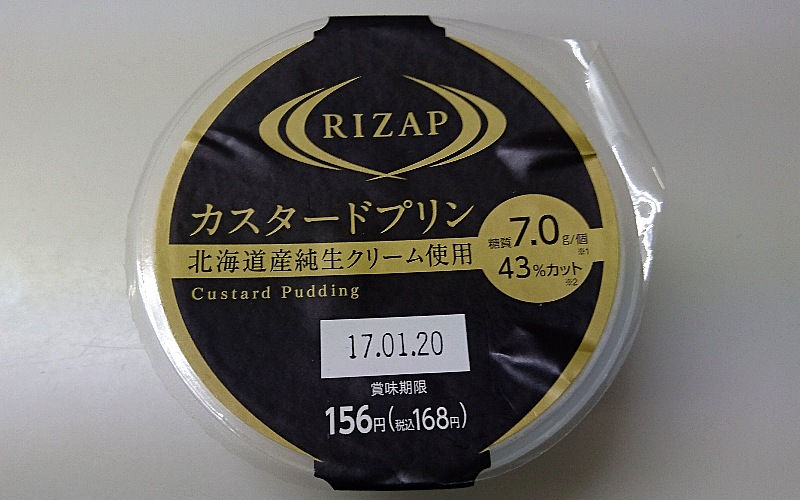 RIZAP
カスタードプリン
北海道産純生クリーム使用
Custard Pudding
糖質7.0g/個
※1
43%カット
※2
17.01.20
賞味期限
156円(税込168円)